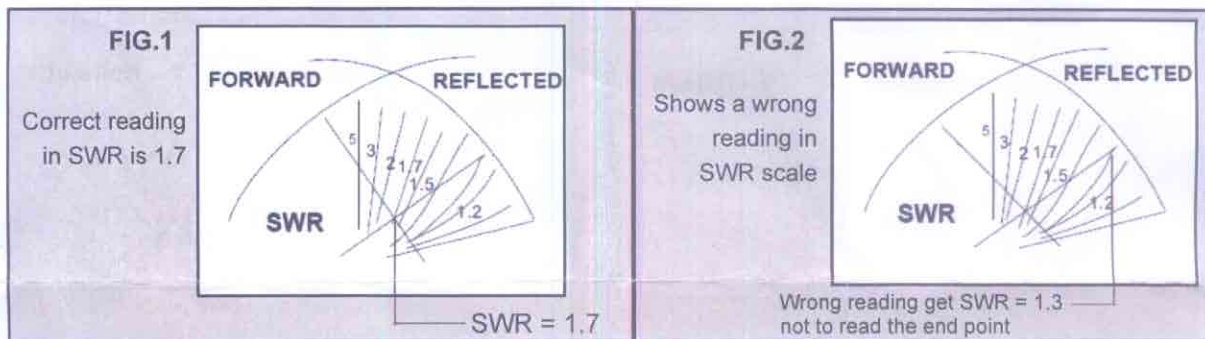 FIG.1
FORWARD
REFLECTED
Correct reading
in SWR is 1.7
5
3
2
1.7
1.5
1.2
SWR
SWR = 1.7
FIG.2
FORWARD
REFLECTED
Shows a wrong
reading in
SWR scale
5
3
2
1.7
1.5
1.2
SWR
Wrong reading get SWR = 1.3
not to read the end point